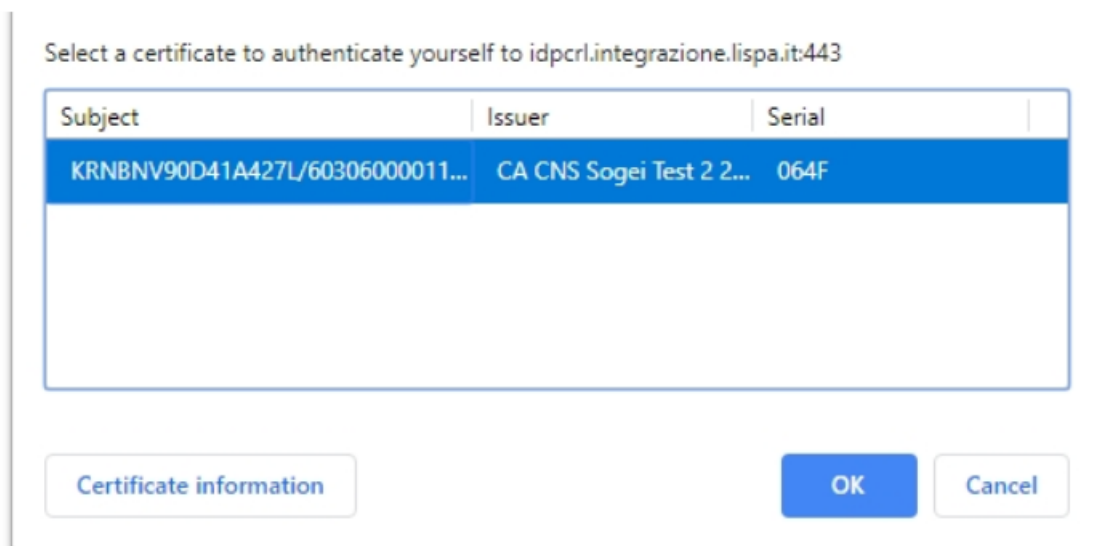 Select a certificate to authenticate yourself to idpcrl.integrazione.lispa.it:443
Subject Issuer Serial
KRNBNV90D41A427L/60306000011... CA CNS Sogei Test 2 2... 064F
Certificate information OK Cancel